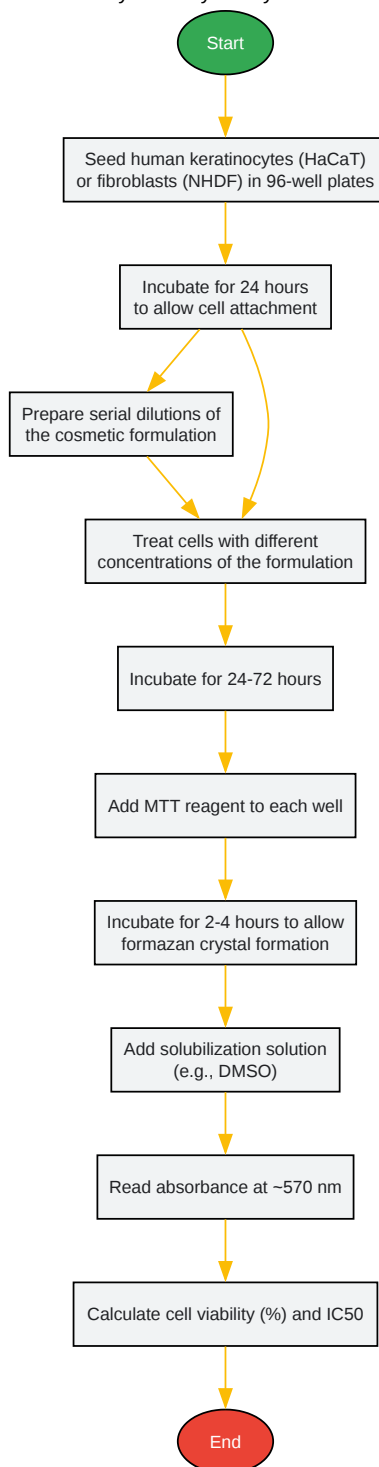 Start
Seed human keratinocytes (HaCaT)
or fibroblasts (NHDF) in 96-well plates
Incubate for 24 hours
to allow cell attachment
Prepare serial dilutions of
the cosmetic formulation
Treat cells with different
concentrations of the formulation
Incubate for 24-72 hours
Add MTT reagent to each well
Incubate for 2-4 hours to allow
formazan crystal formation
Add solubilization solution
(e.g., DMSO)
Read absorbance at ~570 nm
Calculate cell viability (%) and IC50
End